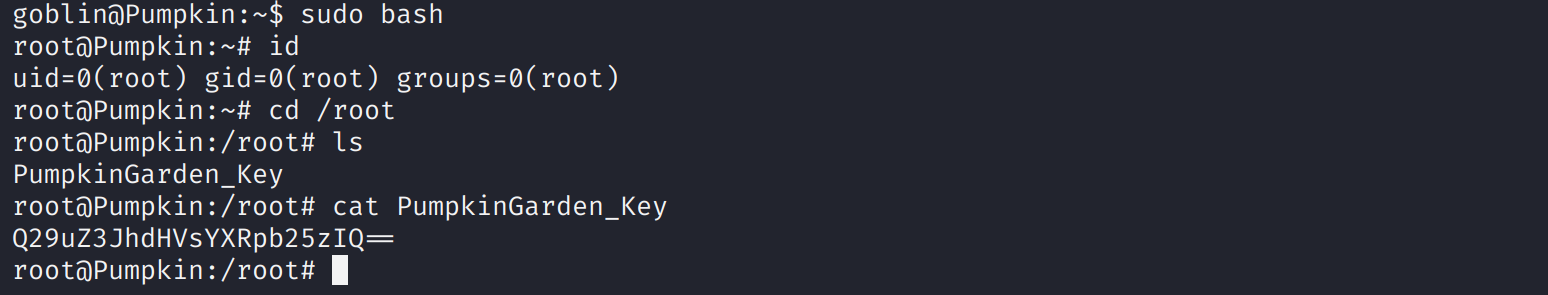 goblin@Pumpkin:~$ sudo bash
root@Pumpkin:~# id
uid=0(root) gid=0(root) groups=0(root)
root@Pumpkin:~# cd /root
root@Pumpkin:/root# ls
PumpkinGarden_Key
root@Pumpkin:/root# cat PumpkinGarden_Key
Q29uZ3JhdHVsYXRpb25zIQ==
root@Pumpkin:/root#